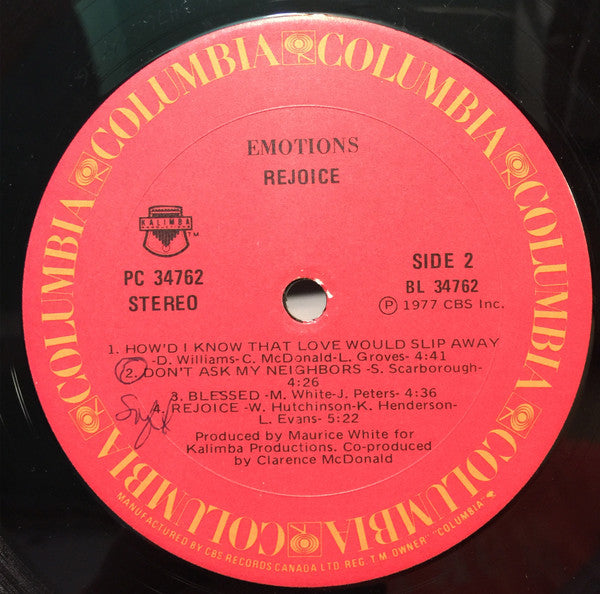 COLUMBIA COLUMBIA COLUMBIA COLUMBIA COLUMBIA COLUMBIA
EMOTIONS
REJOICE
KALIMBA
PRODUCTIONS
TM
PC 34762
STEREO
SIDE 2
BL 34762
Ⓟ 1977 CBS Inc.
1. HOW'D I KNOW THAT LOVE WOULD SLIP AWAY
-D. Williams-C. McDonald-L. Groves- 4:41
2. DON'T ASK MY NEIGHBORS -S. Scarborough-
4:26
3. BLESSED -M. White-J. Peters- 4:36
4. REJOICE -W. Hutchinson-K. Henderson-
L. Evans- 5:22
Produced by Maurice White for
Kalimba Productions. Co-produced
by Clarence McDonald
MANUFACTURED BY CBS RECORDS CANADA LTD. REG. T.M. OWNER "COLUMBIA"